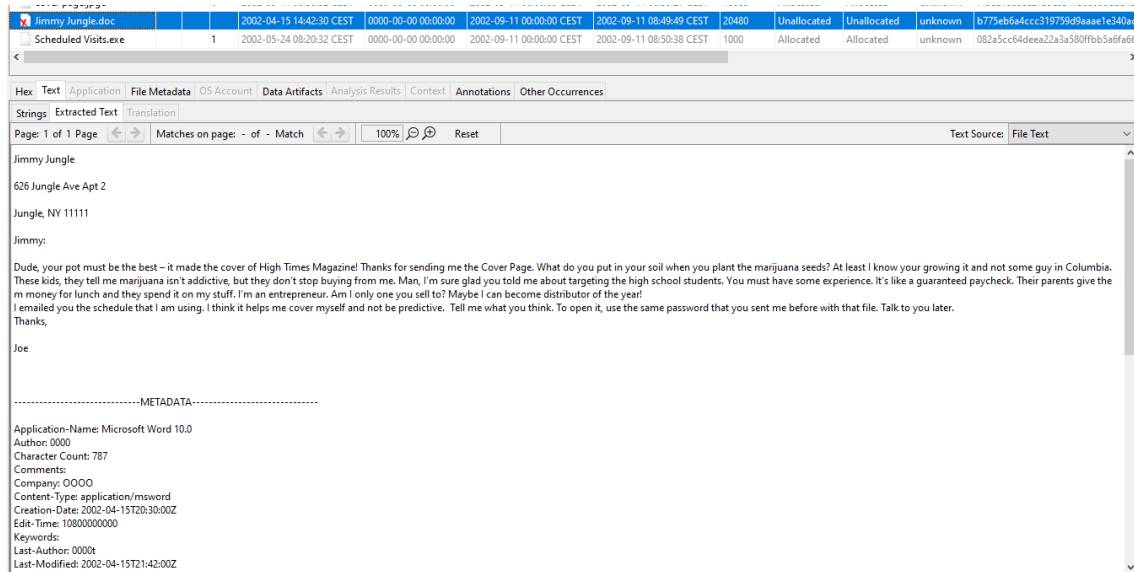 Jimmy Jungle.doc 2002-04-15 14:42:30 CEST 0000-00-00 00:00:00 2002-09-11 00:00:00 CEST 2002-09-11 08:49:49 CEST 20480 Unallocated Unallocated unknown b775eb6a4ccc319759d9aaae1e340ac
Scheduled Visits.exe 1 2002-05-24 08:20:32 CEST 0000-00-00 00:00:00 2002-09-11 00:00:00 CEST 2002-09-11 08:50:38 CEST 1000 Allocated Allocated unknown 082a5cc64deea22a3a580ffbb5a6fa66
Hex Text Application File Metadata OS Account Data Artifacts Analysis Results Context Annotations Other Occurrences
Strings Extracted Text Translation
Page: 1 of 1 Page Matches on page: - of - Match 100% Reset Text Source: File Text
Jimmy Jungle
626 Jungle Ave Apt 2
Jungle, NY 11111
Jimmy:
Dude, your pot must be the best – it made the cover of High Times Magazine! Thanks for sending me the Cover Page. What do you put in your soil when you plant the marijuana seeds? At least I know your growing it and not some guy in Columbia.
These kids, they tell me marijuana isn't addictive, but they don't stop buying from me. Man, I'm sure glad you told me about targeting the high school students. You must have some experience. It's like a guaranteed paycheck. Their parents give the
m money for lunch and they spend it on my stuff. I'm an entrepreneur. Am I only one you sell to? Maybe I can become distributor of the year!
I emailed you the schedule that I am using. I think it helps me cover myself and not be predictive. Tell me what you think. To open it, use the same password that you sent me before with that file. Talk to you later.
Thanks,
Joe
------------------------------METADATA------------------------------
Application-Name: Microsoft Word 10.0
Author: 0000
Character Count: 787
Comments:
Company: OOOO
Content-Type: application/msword
Creation-Date: 2002-04-15T20:30:00Z
Edit-Time: 10800000000
Keywords:
Last-Author: 0000t
Last-Modified: 2002-04-15T21:42:00Z